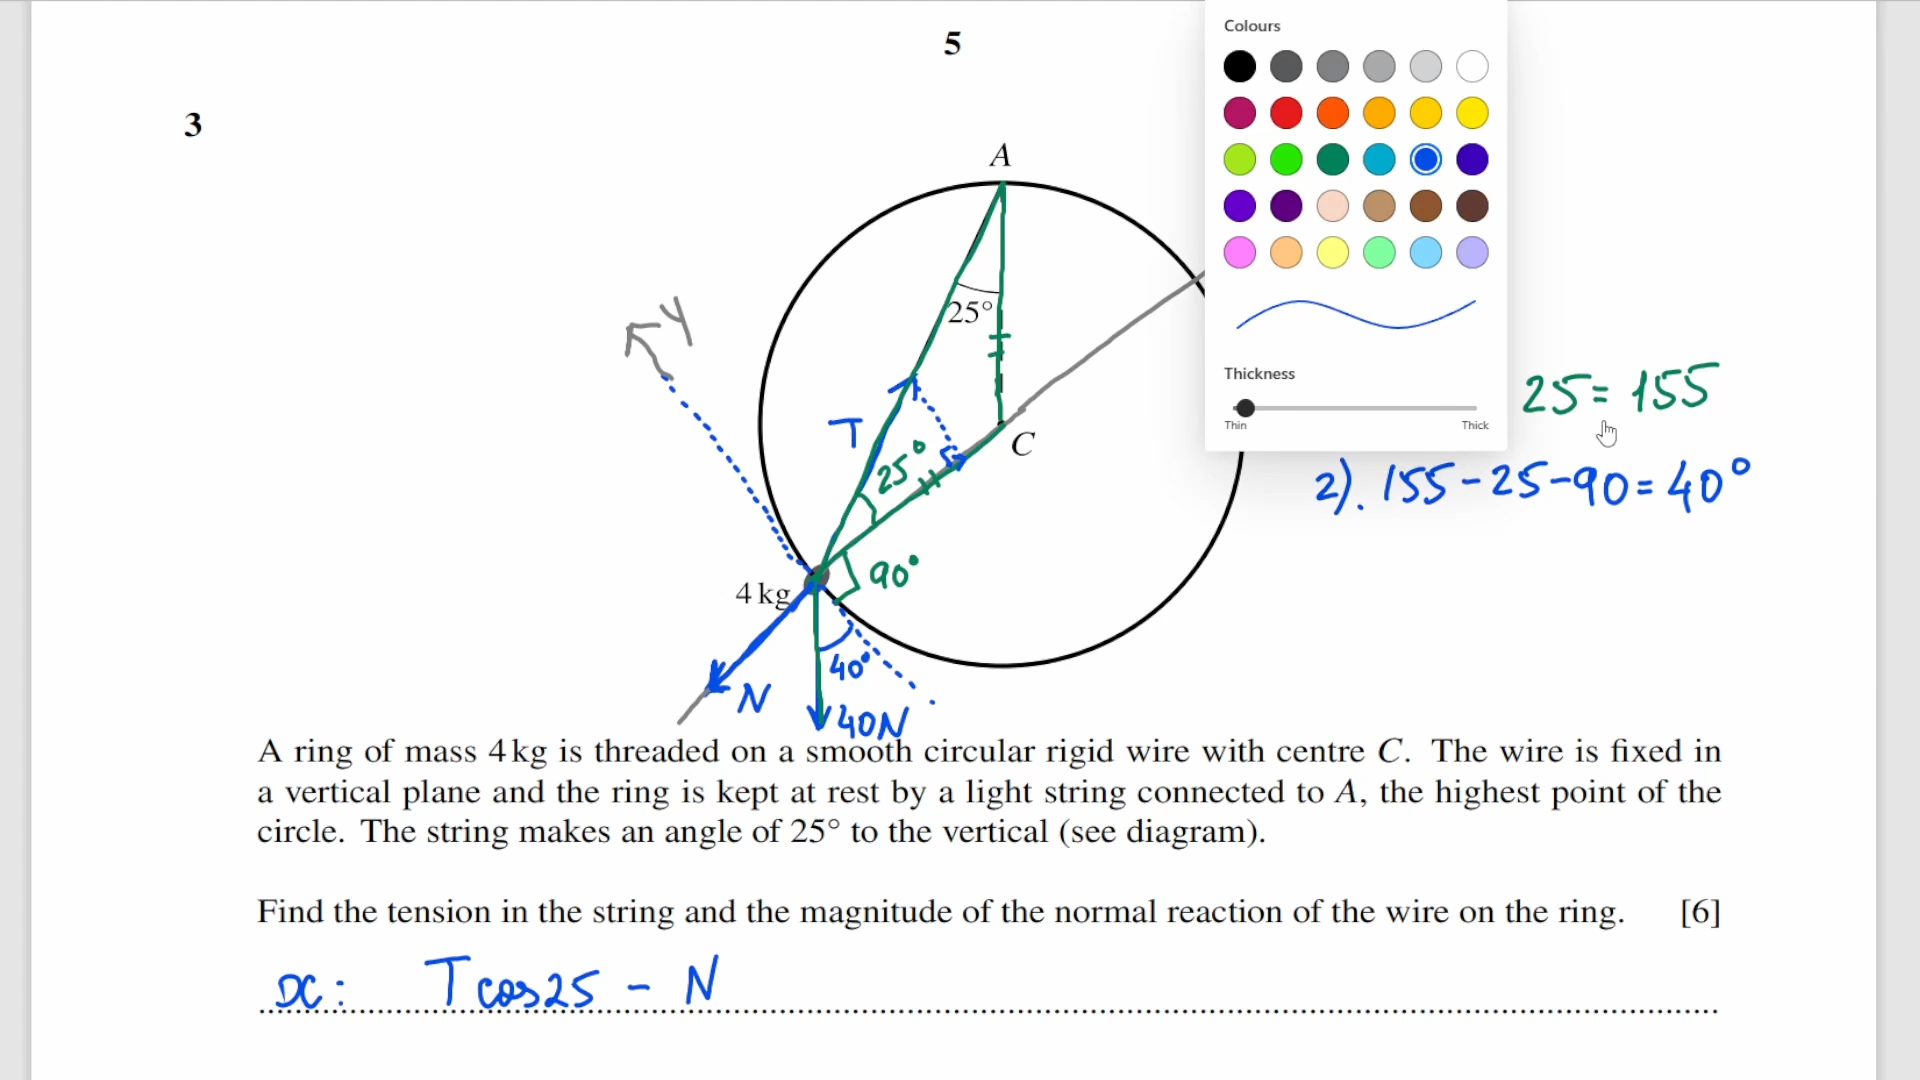 5
Colours
3
A
Y
25°
Thickness
Thin
Thick
25 = 155
T
25°
C
2). 155 - 25 - 90 = 40°
90°
4 kg
40°
N
40N
A ring of mass 4 kg is threaded on a smooth circular rigid wire with centre C. The wire is fixed in
a vertical plane and the ring is kept at rest by a light string connected to A, the highest point of the
circle. The string makes an angle of 25° to the vertical (see diagram).
Find the tension in the string and the magnitude of the normal reaction of the wire on the ring. [6]
x: T cos25 - N